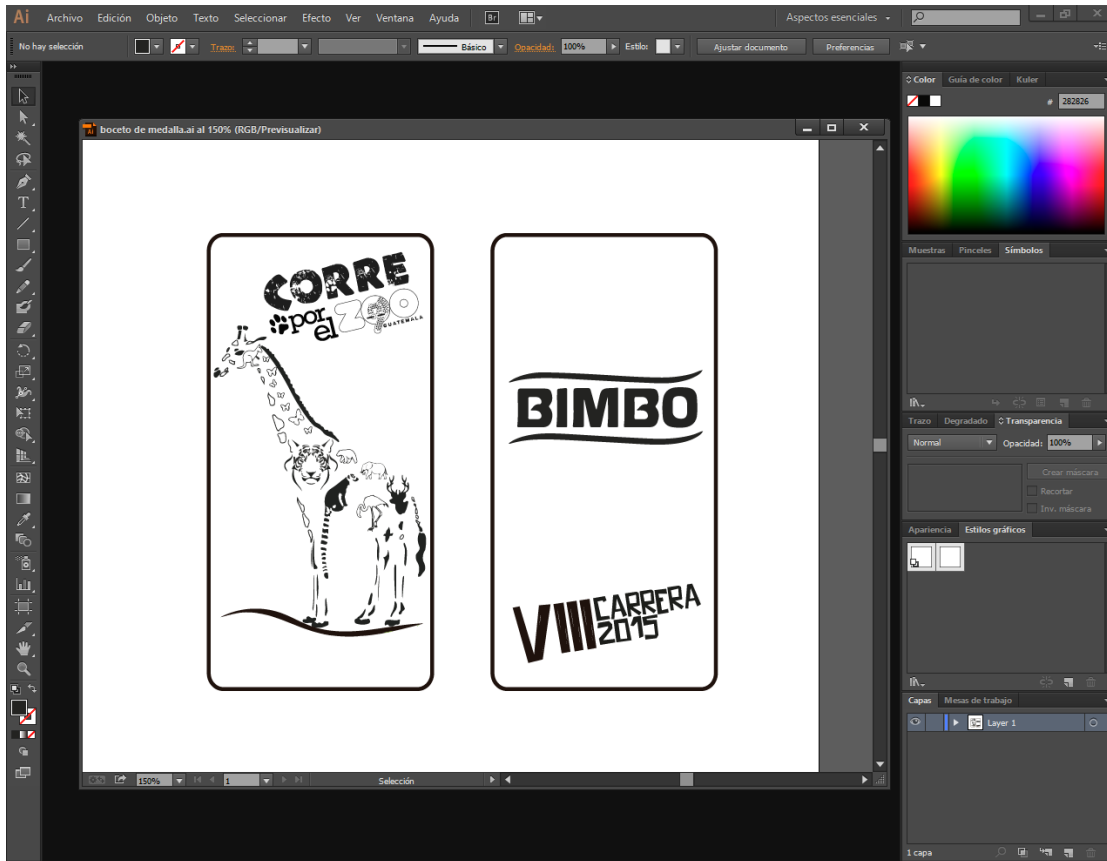 Ai Archivo Edición Objeto Texto Seleccionar Efecto Ver Ventana Ayuda Br Aspectos esenciales
No hay selección Trazo: Básico Opacidad: 100% Estilo: Ajustar documento Preferencias
Color Guía de color Kuler
# 282826
boceto de medalla.ai al 150% (RGB/Previsualizar)
CORRE
por el ZOO
GUATEMALA
BIMBO
VIII CARRERA
2015
Muestras Pinceles Símbolos
Trazo Degradado Transparencia
Normal Opacidad: 100%
Crear máscara
Recortar
Inv. máscara
Apariencia Estilos gráficos
Capas Mesas de trabajo
Layer 1
150% 1 Selección
1 capa